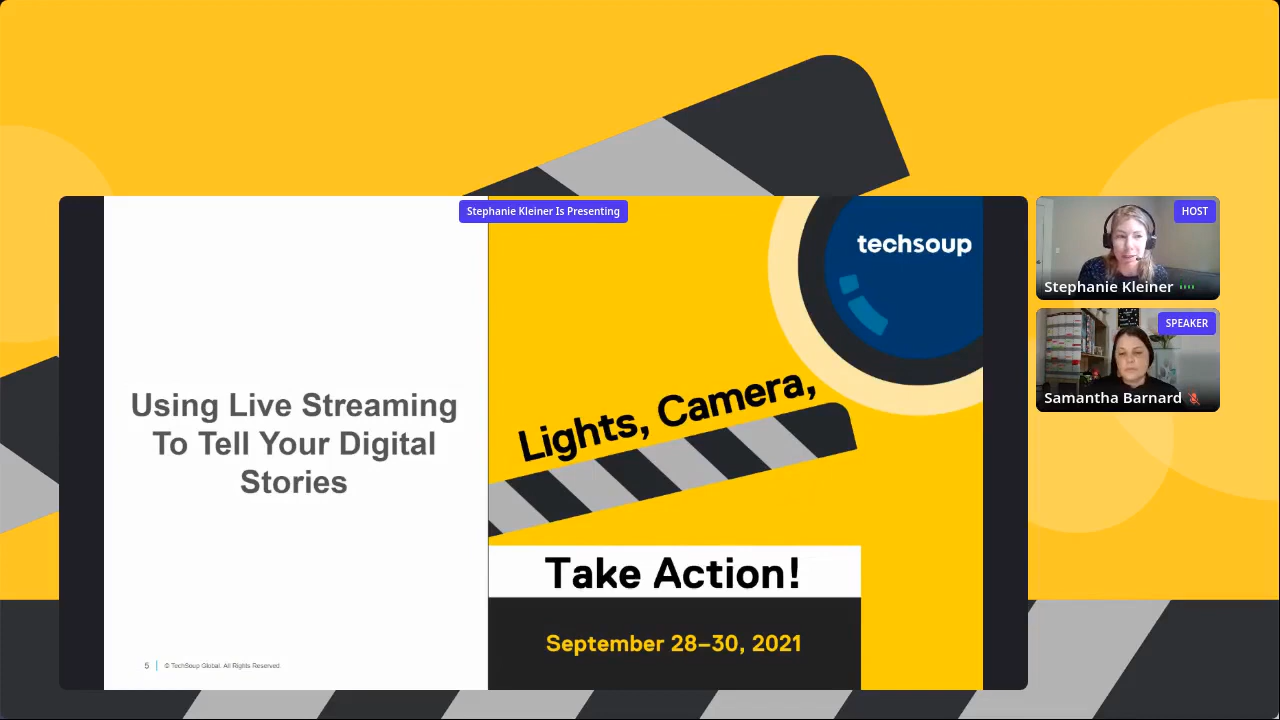 Stephanie Kleiner Is Presenting
Using Live Streaming
To Tell Your Digital
Stories
5
© TechSoup Global. All Rights Reserved.
techsoup
Lights, Camera,
Take Action!
September 28–30, 2021
HOST
Stephanie Kleiner
SPEAKER
Samantha Barnard